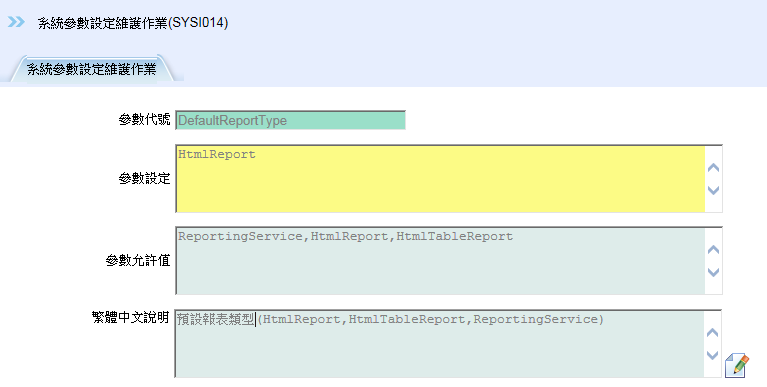 系統參數設定維護作業(SYSI014)
系統參數設定維護作業
參數代號 DefaultReportType
參數設定 HtmlReport
參數允許值 ReportingService,HtmlReport,HtmlTableReport
繁體中文說明 預設報表類型(HtmlReport,HtmlTableReport,ReportingService)